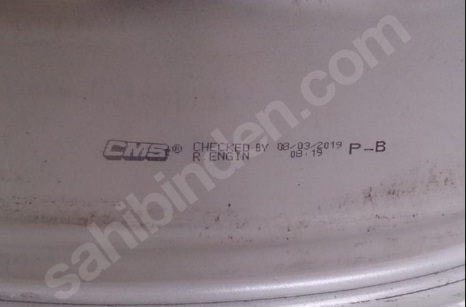 CMS® CHECKED BY 08/03/2019 P-B
R.ENGIN 08:19
sahibinden.com